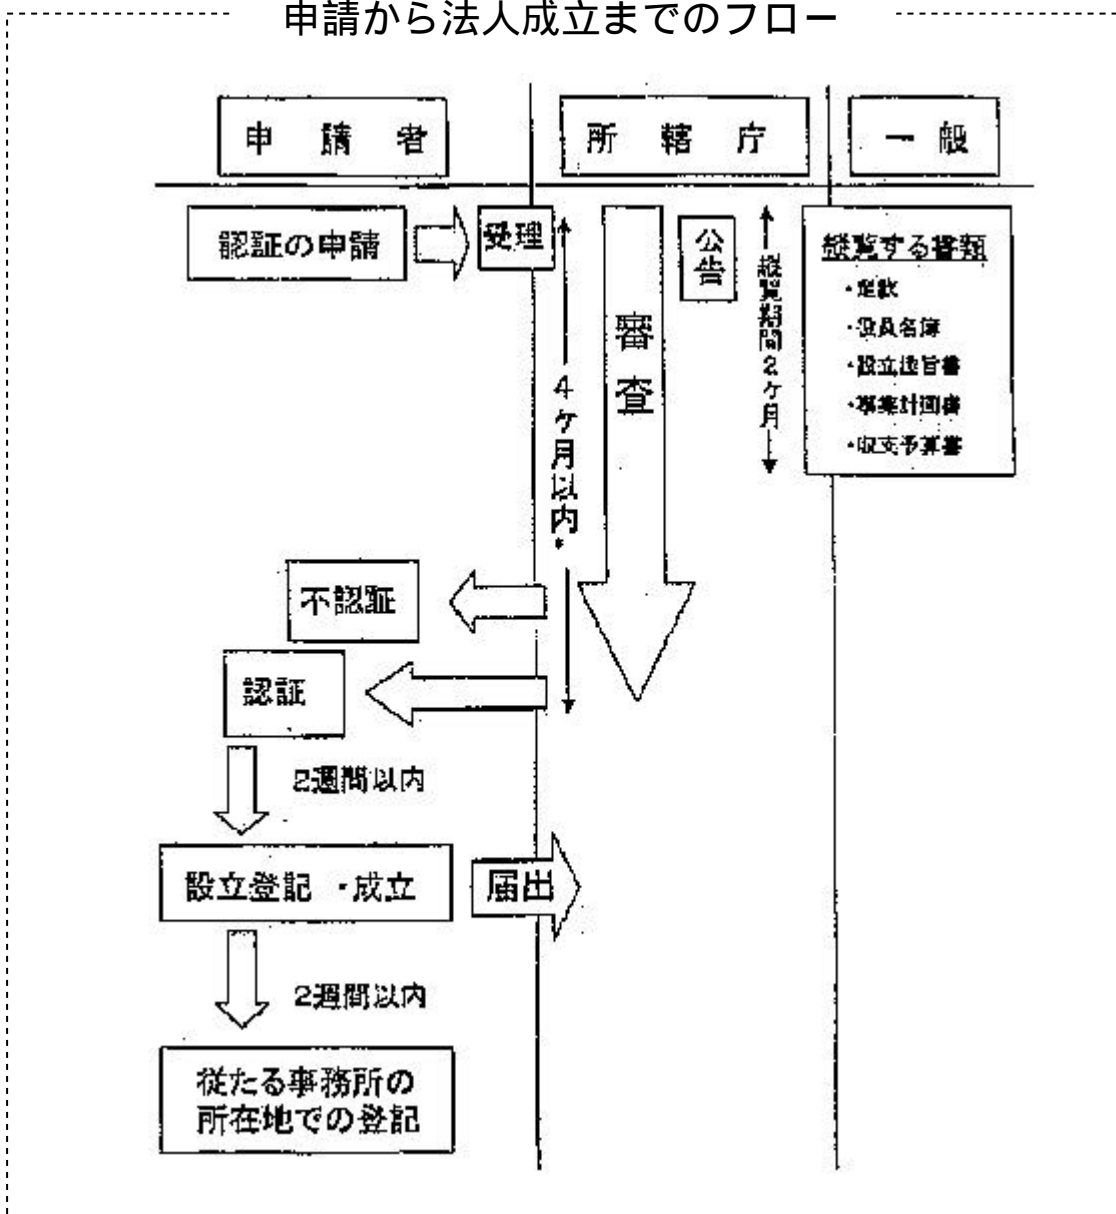 申請から法人成立までのフロー
申請者
所轄庁
一般
認証の申請
受理
公告
縦覧する書類
・定款
・役員名簿
・設立趣旨書
・事業計画書
・収支予算書
縦覧期間2ヶ月
審査
4ヶ月以内*
不認証
認証
2週間以内
設立登記・成立
届出
2週間以内
従たる事務所の
所在地での登記